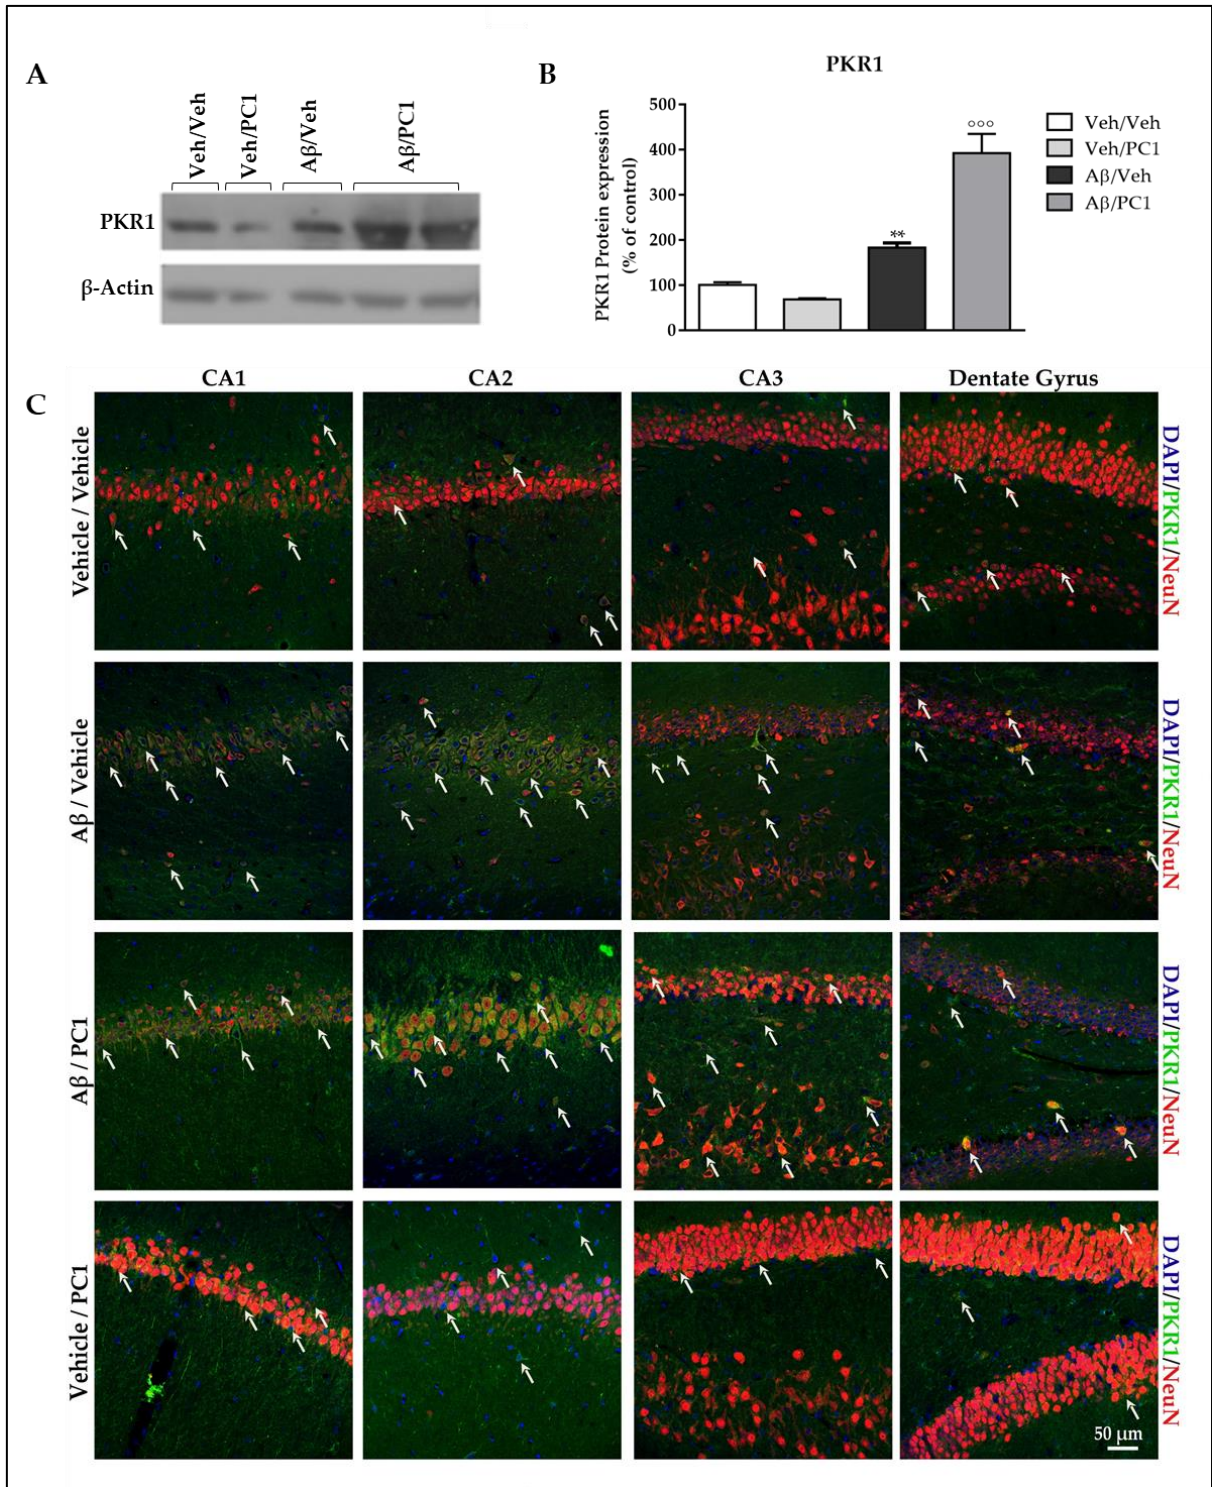 A
Veh/Veh
Veh/PC1
Aβ/Veh
Aβ/PC1
PKR1
β-Actin
B
PKR1
PKR1 Protein expression
(% of control)
500
400
300
200
100
0
**
°°°
Veh/Veh
Veh/PC1
Aβ/Veh
Aβ/PC1
C
CA1
CA2
CA3
Dentate Gyrus
Vehicle / Vehicle
DAPI/PKR1/NeuN
Aβ / Vehicle
DAPI/PKR1/NeuN
Aβ / PC1
DAPI/PKR1/NeuN
Vehicle / PC1
DAPI/PKR1/NeuN
50 µm